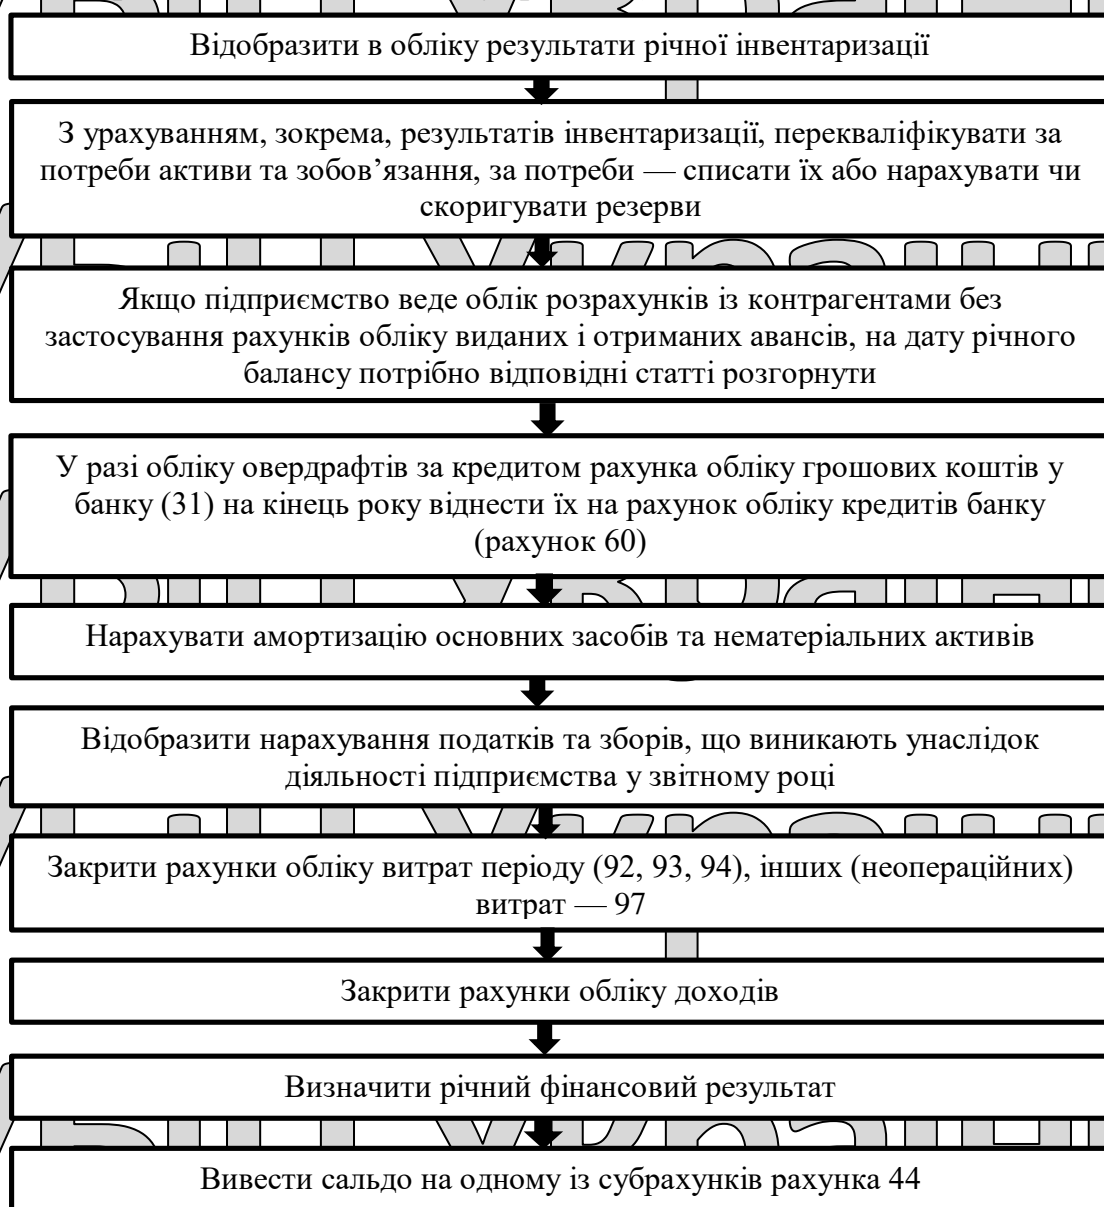 Відобразити в обліку результати річної інвентаризації
З урахуванням, зокрема, результатів інвентаризації, перекваліфікувати за
потреби активи та зобов’язання, за потреби — списати їх або нарахувати чи
скоригувати резерви
Якщо підприємство веде облік розрахунків із контрагентами без
застосування рахунків обліку виданих і отриманих авансів, на дату річного
балансу потрібно відповідні статті розгорнути
У разі обліку овердрафтів за кредитом рахунка обліку грошових коштів у
банку (31) на кінець року віднести їх на рахунок обліку кредитів банку
(рахунок 60)
Нарахувати амортизацію основних засобів та нематеріальних активів
Відобразити нарахування податків та зборів, що виникають унаслідок
діяльності підприємства у звітному році
Закрити рахунки обліку витрат періоду (92, 93, 94), інших (неопераційних)
витрат — 97
Закрити рахунки обліку доходів
Визначити річний фінансовий результат
Вивести сальдо на одному із субрахунків рахунка 44